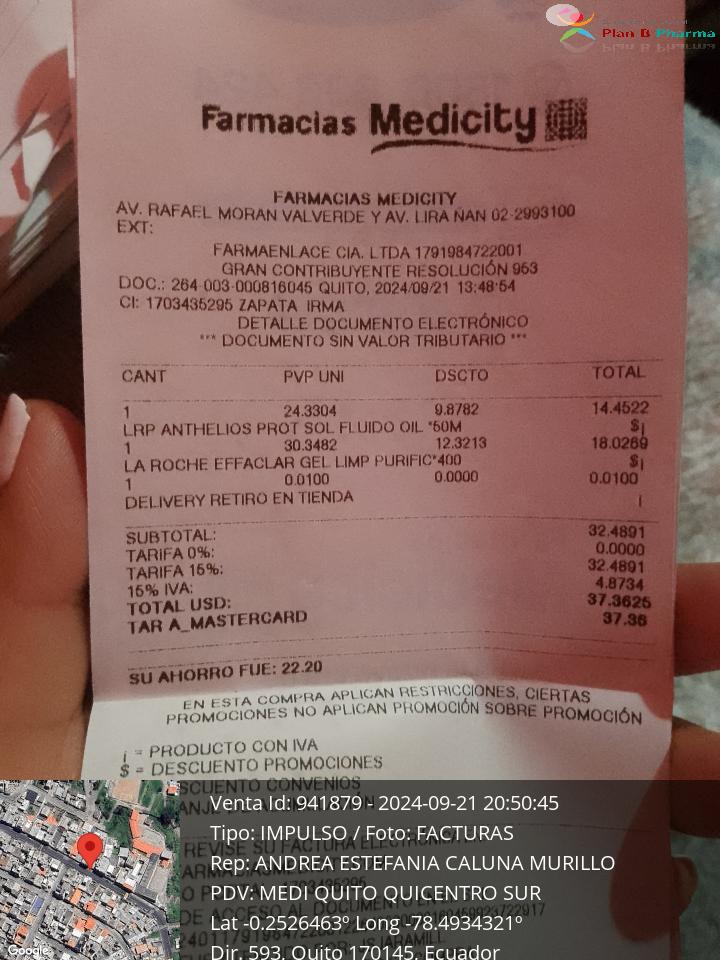 Plan B Pharma
Farmacias Medicity
FARMACIAS MEDICITY
AV. RAFAEL MORAN VALVERDE Y AV. LIRA ÑAN 02-2993100
EXT:
FARMAENLACE CIA. LTDA 1791984722001
GRAN CONTRIBUYENTE RESOLUCIÓN 953
DOC.: 264-003-000816045 QUITO, 2024/09/21 13:48:54
CI: 1703435295 ZAPATA IRMA
DETALLE DOCUMENTO ELECTRÓNICO
*** DOCUMENTO SIN VALOR TRIBUTARIO ***
CANT PVP UNI DSCTO TOTAL
1 24.3304 9.8782 14.4522
LRP ANTHELIOS PROT SOL FLUIDO OIL *50M $¡
1 30.3482 12.3213 18.0269
LA ROCHE EFFACLAR GEL LIMP PURIFIC*400 $¡
1 0.0100 0.0000 0.0100
DELIVERY RETIRO EN TIENDA ¡
SUBTOTAL: 32.4891
TARIFA 0%: 0.0000
TARIFA 15%: 32.4891
15% IVA: 4.8734
TOTAL USD: 37.3625
TAR A_MASTERCARD 37.36
SU AHORRO FUE: 22.20
EN ESTA COMPRA APLICAN RESTRICCIONES, CIERTAS
PROMOCIONES NO APLICAN PROMOCIÓN SOBRE PROMOCIÓN
¡ = PRODUCTO CON IVA
$ = DESCUENTO PROMOCIONES
SCUENTO CONVENIOS
REVISE SU FACTURA
Venta Id: 941879 - 2024-09-21 20:50:45
Tipo: IMPULSO / Foto: FACTURAS
Rep: ANDREA ESTEFANIA CALUNA MURILLO
PDV: MEDI-QUITO QUICENTRO SUR
Lat -0.2526463º Long -78.4934321º
Dir. 593, Quito 170145, Ecuador
Google